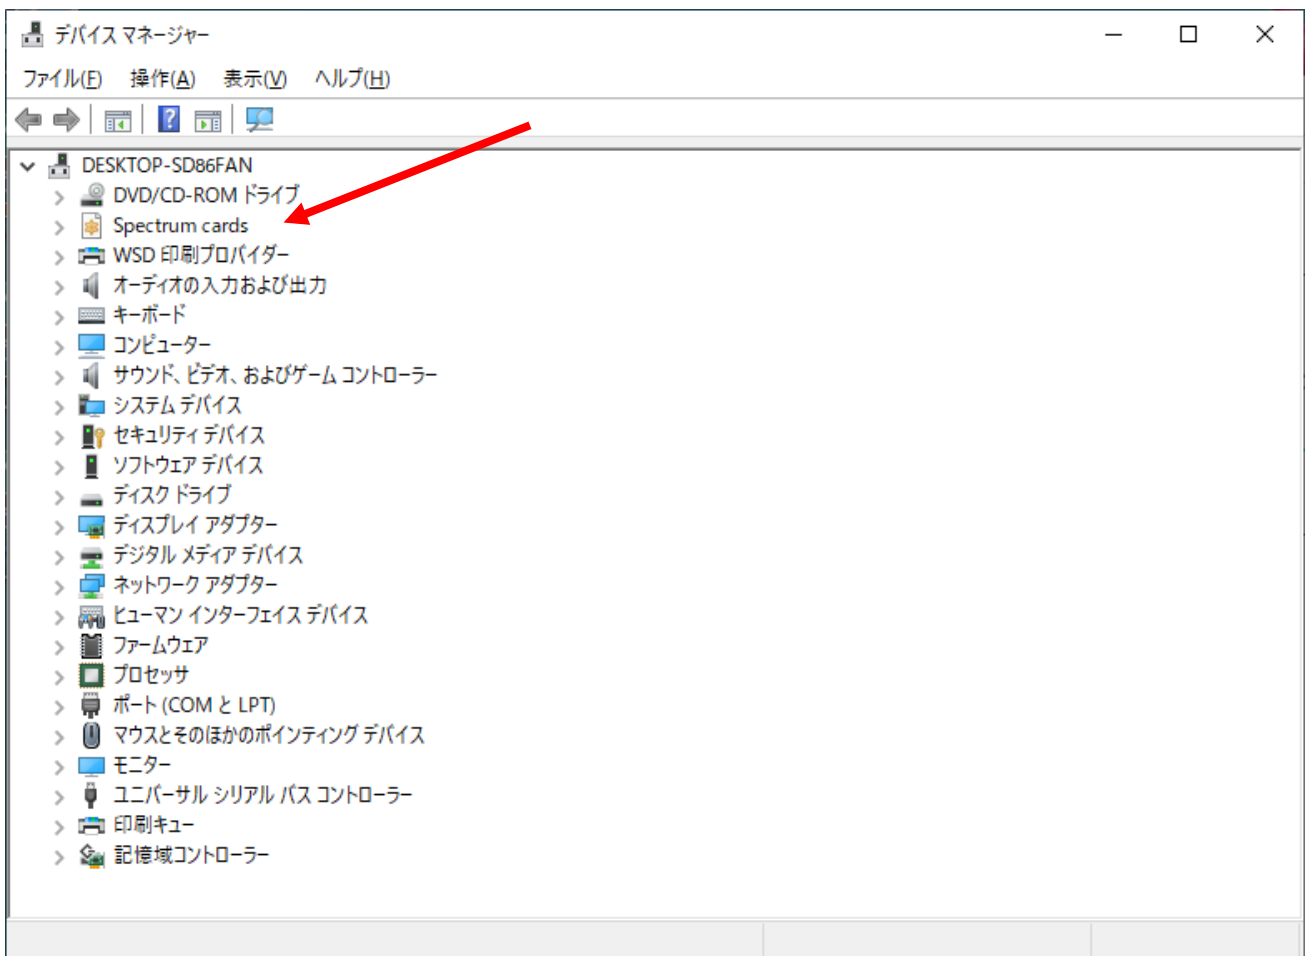 デバイス マネージャー
ファイル(F) 操作(A) 表示(V) ヘルプ(H)
DESKTOP-SD86FAN
DVD/CD-ROM ドライブ
Spectrum cards
WSD 印刷プロバイダー
オーディオの入力および出力
キーボード
コンピューター
サウンド、ビデオ、およびゲーム コントローラー
システム デバイス
セキュリティ デバイス
ソフトウェア デバイス
ディスク ドライブ
ディスプレイ アダプター
デジタル メディア デバイス
ネットワーク アダプター
ヒューマン インターフェイス デバイス
ファームウェア
プロセッサ
ポート (COM と LPT)
マウスとそのほかのポインティング デバイス
モニター
ユニバーサル シリアル バス コントローラー
印刷キュー
記憶域コントローラー